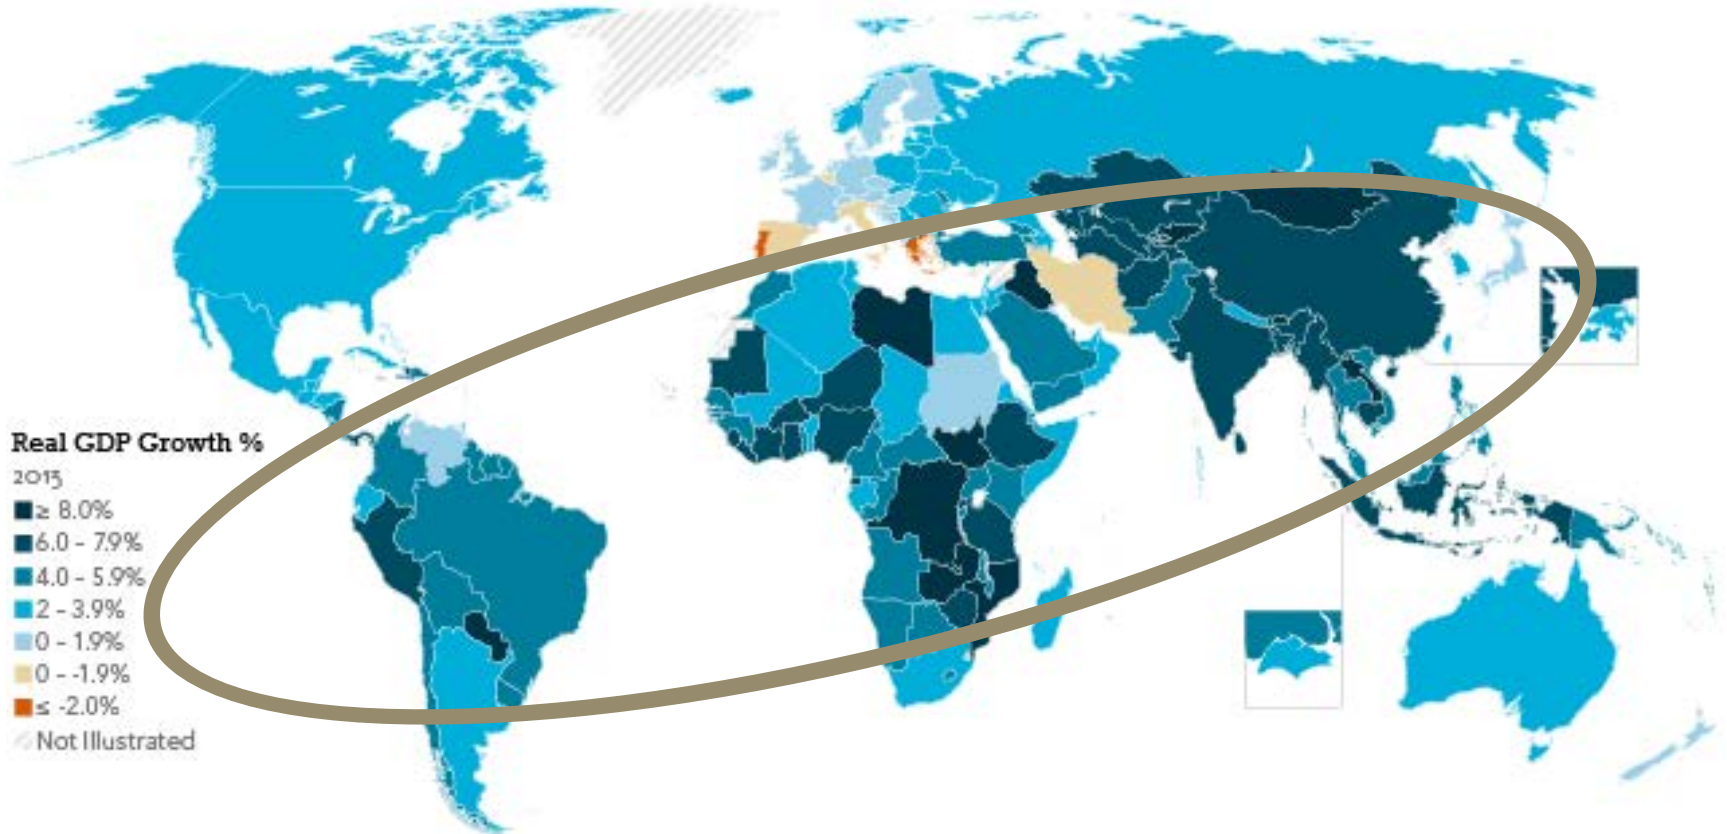 Real GDP Growth %
2013
≥ 8.0%
6.0 - 7.9%
4.0 - 5.9%
2 - 3.9%
0 - 1.9%
0 - -1.9%
≤ -2.0%
Not Illustrated